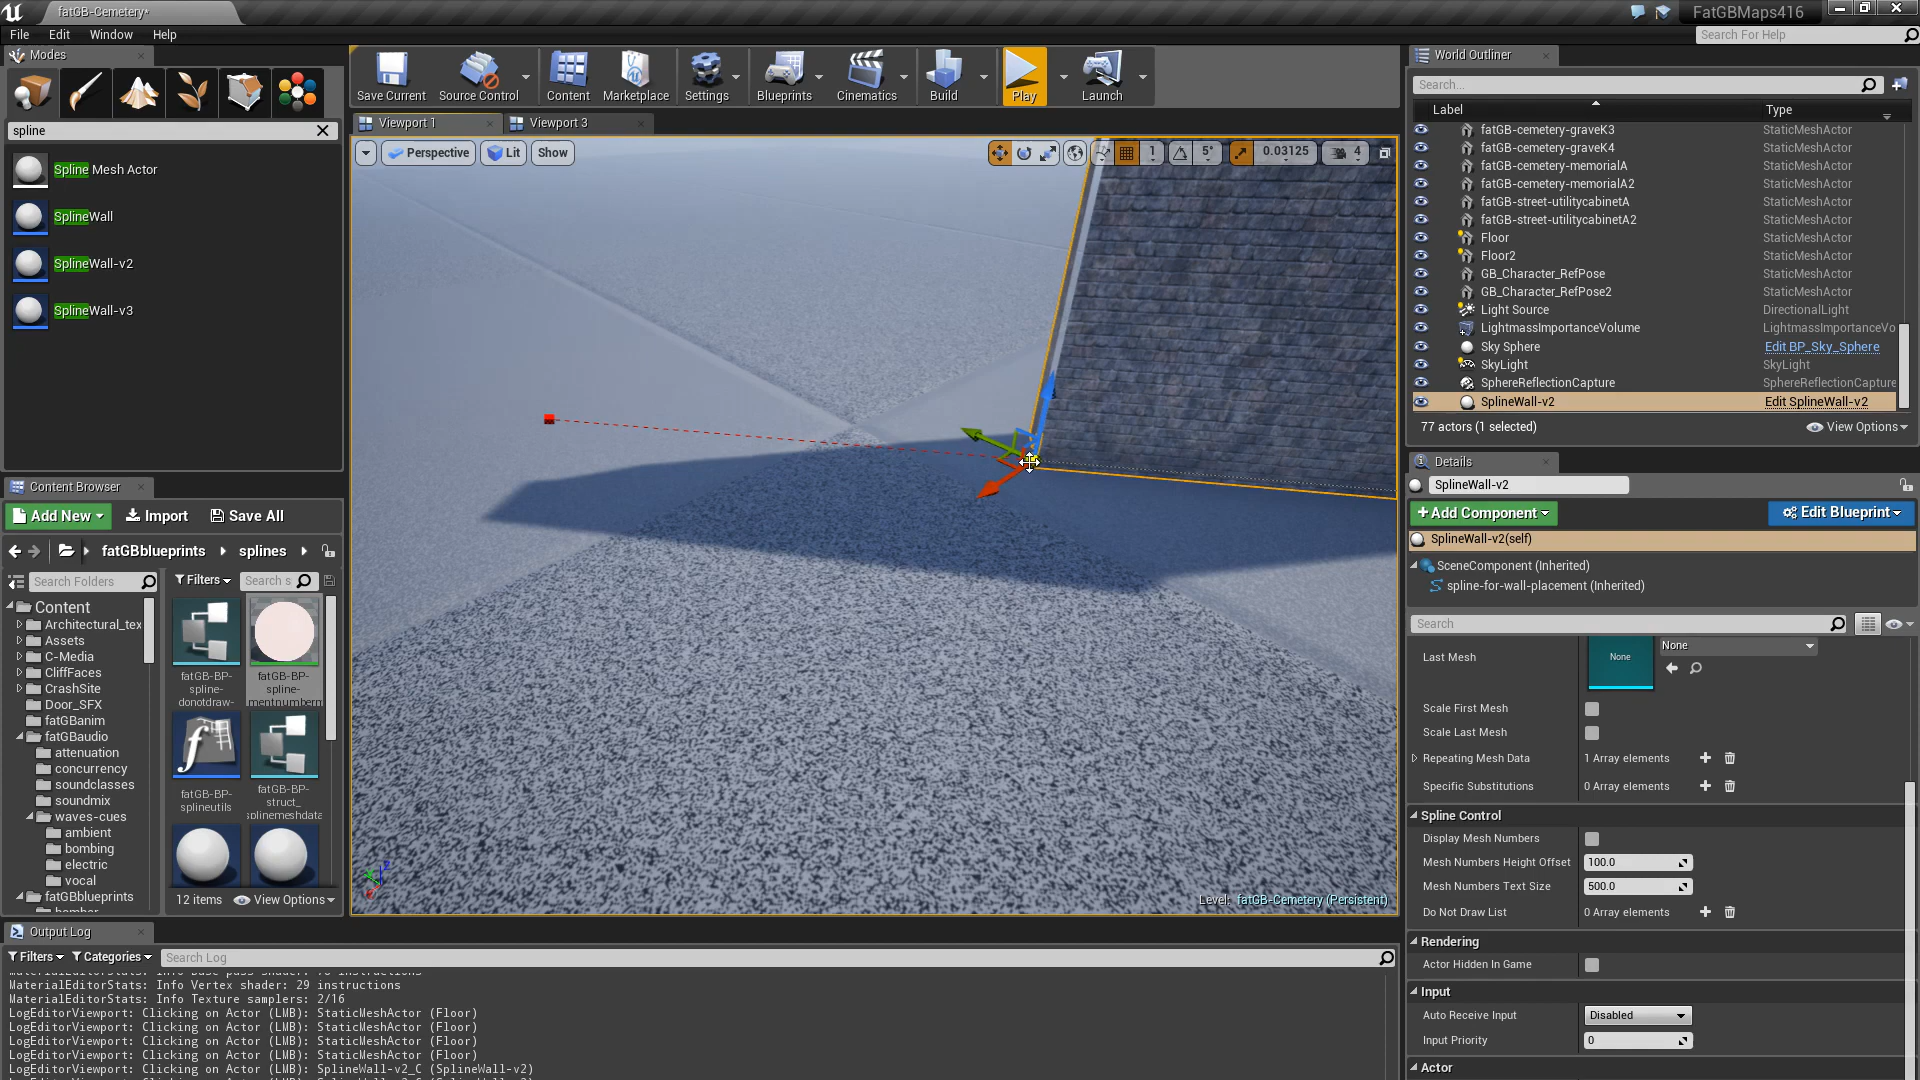 fatGB-Cemetery*
FatGBMaps416
File Edit Window Help
Search For Help
Modes
spline
Spline Mesh Actor
SplineWall
SplineWall-v2
SplineWall-v3
Save Current Source Control Content Marketplace Settings Blueprints Cinematics Build Play Launch
Viewport 1 Viewport 3
Perspective Lit Show
1 5° 0.03125 4
Level: fatGB-Cemetery (Persistent)
World Outliner
Search...
Label Type
fatGB-cemetery-graveK3 StaticMeshActor
fatGB-cemetery-graveK4 StaticMeshActor
fatGB-cemetery-memorialA StaticMeshActor
fatGB-cemetery-memorialA2 StaticMeshActor
fatGB-street-utilitycabinetA StaticMeshActor
fatGB-street-utilitycabinetA2 StaticMeshActor
Floor StaticMeshActor
Floor2 StaticMeshActor
GB_Character_RefPose StaticMeshActor
GB_Character_RefPose2 StaticMeshActor
Light Source DirectionalLight
LightmassImportanceVolume LightmassImportanceVo
Sky Sphere Edit BP_Sky_Sphere
SkyLight SkyLight
SphereReflectionCapture SphereReflectionCapture
SplineWall-v2 Edit SplineWall-v2
77 actors (1 selected) View Options
Details
SplineWall-v2
+Add Component Edit Blueprint
SplineWall-v2(self)
SceneComponent (Inherited)
spline-for-wall-placement (Inherited)
Search
Last Mesh None None
Scale First Mesh
Scale Last Mesh
Repeating Mesh Data 1 Array elements
Specific Substitutions 0 Array elements
Spline Control
Display Mesh Numbers
Mesh Numbers Height Offset 100.0
Mesh Numbers Text Size 500.0
Do Not Draw List 0 Array elements
Rendering
Actor Hidden In Game
Input
Auto Receive Input Disabled
Input Priority 0
Actor
Content Browser
Add New Import Save All
fatGBblueprints splines
Search Folders
Filters Search s
Content
Architectural_tex
Assets
C-Media
CliffFaces
CrashSite
Door_SFX
fatGBanim
fatGBaudio
attenuation
concurrency
soundclasses
soundmix
waves-cues
ambient
bombing
electric
vocal
fatGBblueprints
fatGB-BP-
spline-
donotdraw-
fatGB-BP-
spline-
mentnumberm
fatGB-BP-
splineutils
fatGB-BP-
struct_
splinemeshdata
12 items View Options
Output Log
Filters Categories Search Log
MaterialEditorStats: Info Base pass shader: 78 instructions
MaterialEditorStats: Info Vertex shader: 29 instructions
MaterialEditorStats: Info Texture samplers: 2/16
LogEditorViewport: Clicking on Actor (LMB): StaticMeshActor (Floor)
LogEditorViewport: Clicking on Actor (LMB): StaticMeshActor (Floor)
LogEditorViewport: Clicking on Actor (LMB): StaticMeshActor (Floor)
LogEditorViewport: Clicking on Actor (LMB): StaticMeshActor (Floor)
LogEditorViewport: Clicking on Actor (LMB): SplineWall-v2_C (SplineWall-v2)